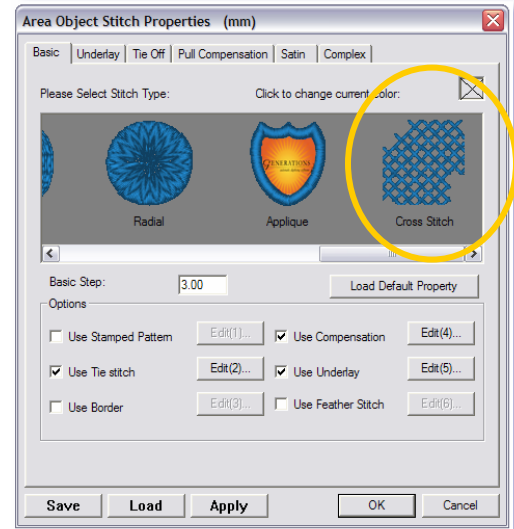 Area Object Stitch Properties (mm)
Basic Underlay Tie Off Pull Compensation Satin Complex
Please Select Stitch Type: Click to change current color:
GENERATIONS
Radial Applique Cross Stitch
Basic Step: 3.00 Load Default Property
Options
Use Stamped Pattern Edit(1)... Use Compensation Edit(4)...
Use Tie stitch Edit(2)... Use Underlay Edit(5)...
Use Border Edit(3)... Use Feather Stitch Edit(6)...
Save Load Apply OK Cancel